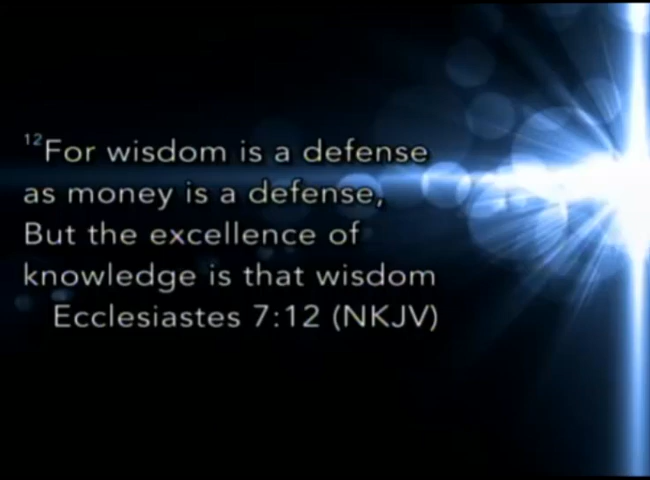 12For wisdom is a defense
as money is a defense,
But the excellence of
knowledge is that wisdom
Ecclesiastes 7:12 (NKJV)